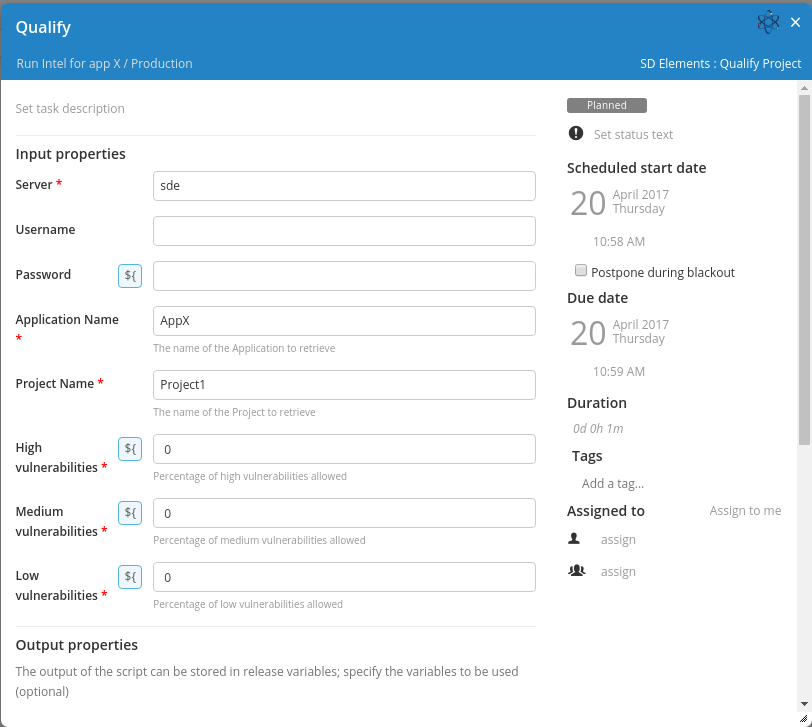 Qualify
Run Intel for app X / Production
SD Elements : Qualify Project
Set task description
Input properties
Server *
sde
Username
Password
${
Application Name
*
AppX
The name of the Application to retrieve
Project Name *
Project1
The name of the Project to retrieve
High
vulnerabilities *
${
0
Percentage of high vulnerabilities allowed
Medium
vulnerabilities *
${
0
Percentage of medium vulnerabilities allowed
Low
vulnerabilities *
${
0
Percentage of low vulnerabilities allowed
Output properties
The output of the script can be stored in release variables; specify the variables to be used
(optional)
Planned
Set status text
Scheduled start date
20
April 2017
Thursday
10:58 AM
Postpone during blackout
Due date
20
April 2017
Thursday
10:59 AM
Duration
0d 0h 1m
Tags
Add a tag...
Assigned to
Assign to me
assign
assign